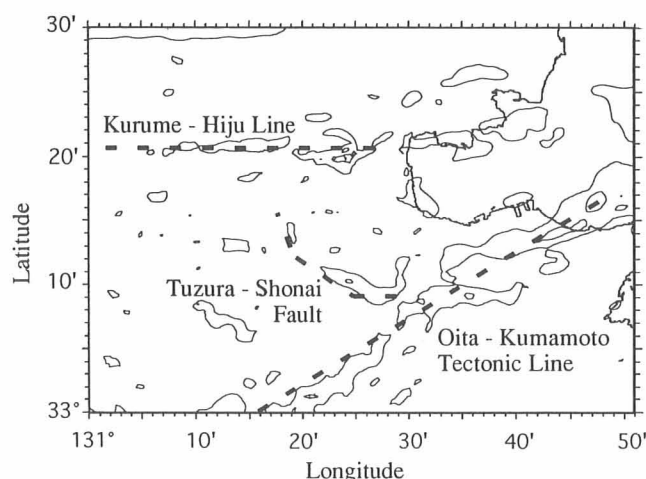 30'
Kurume - Hiju Line
20'
Latitude
10'
Tuzura - Shonai
Fault
Oita - Kumamoto
Tectonic Line
33°
131°
10'
20'
30'
40'
50'
Longitude